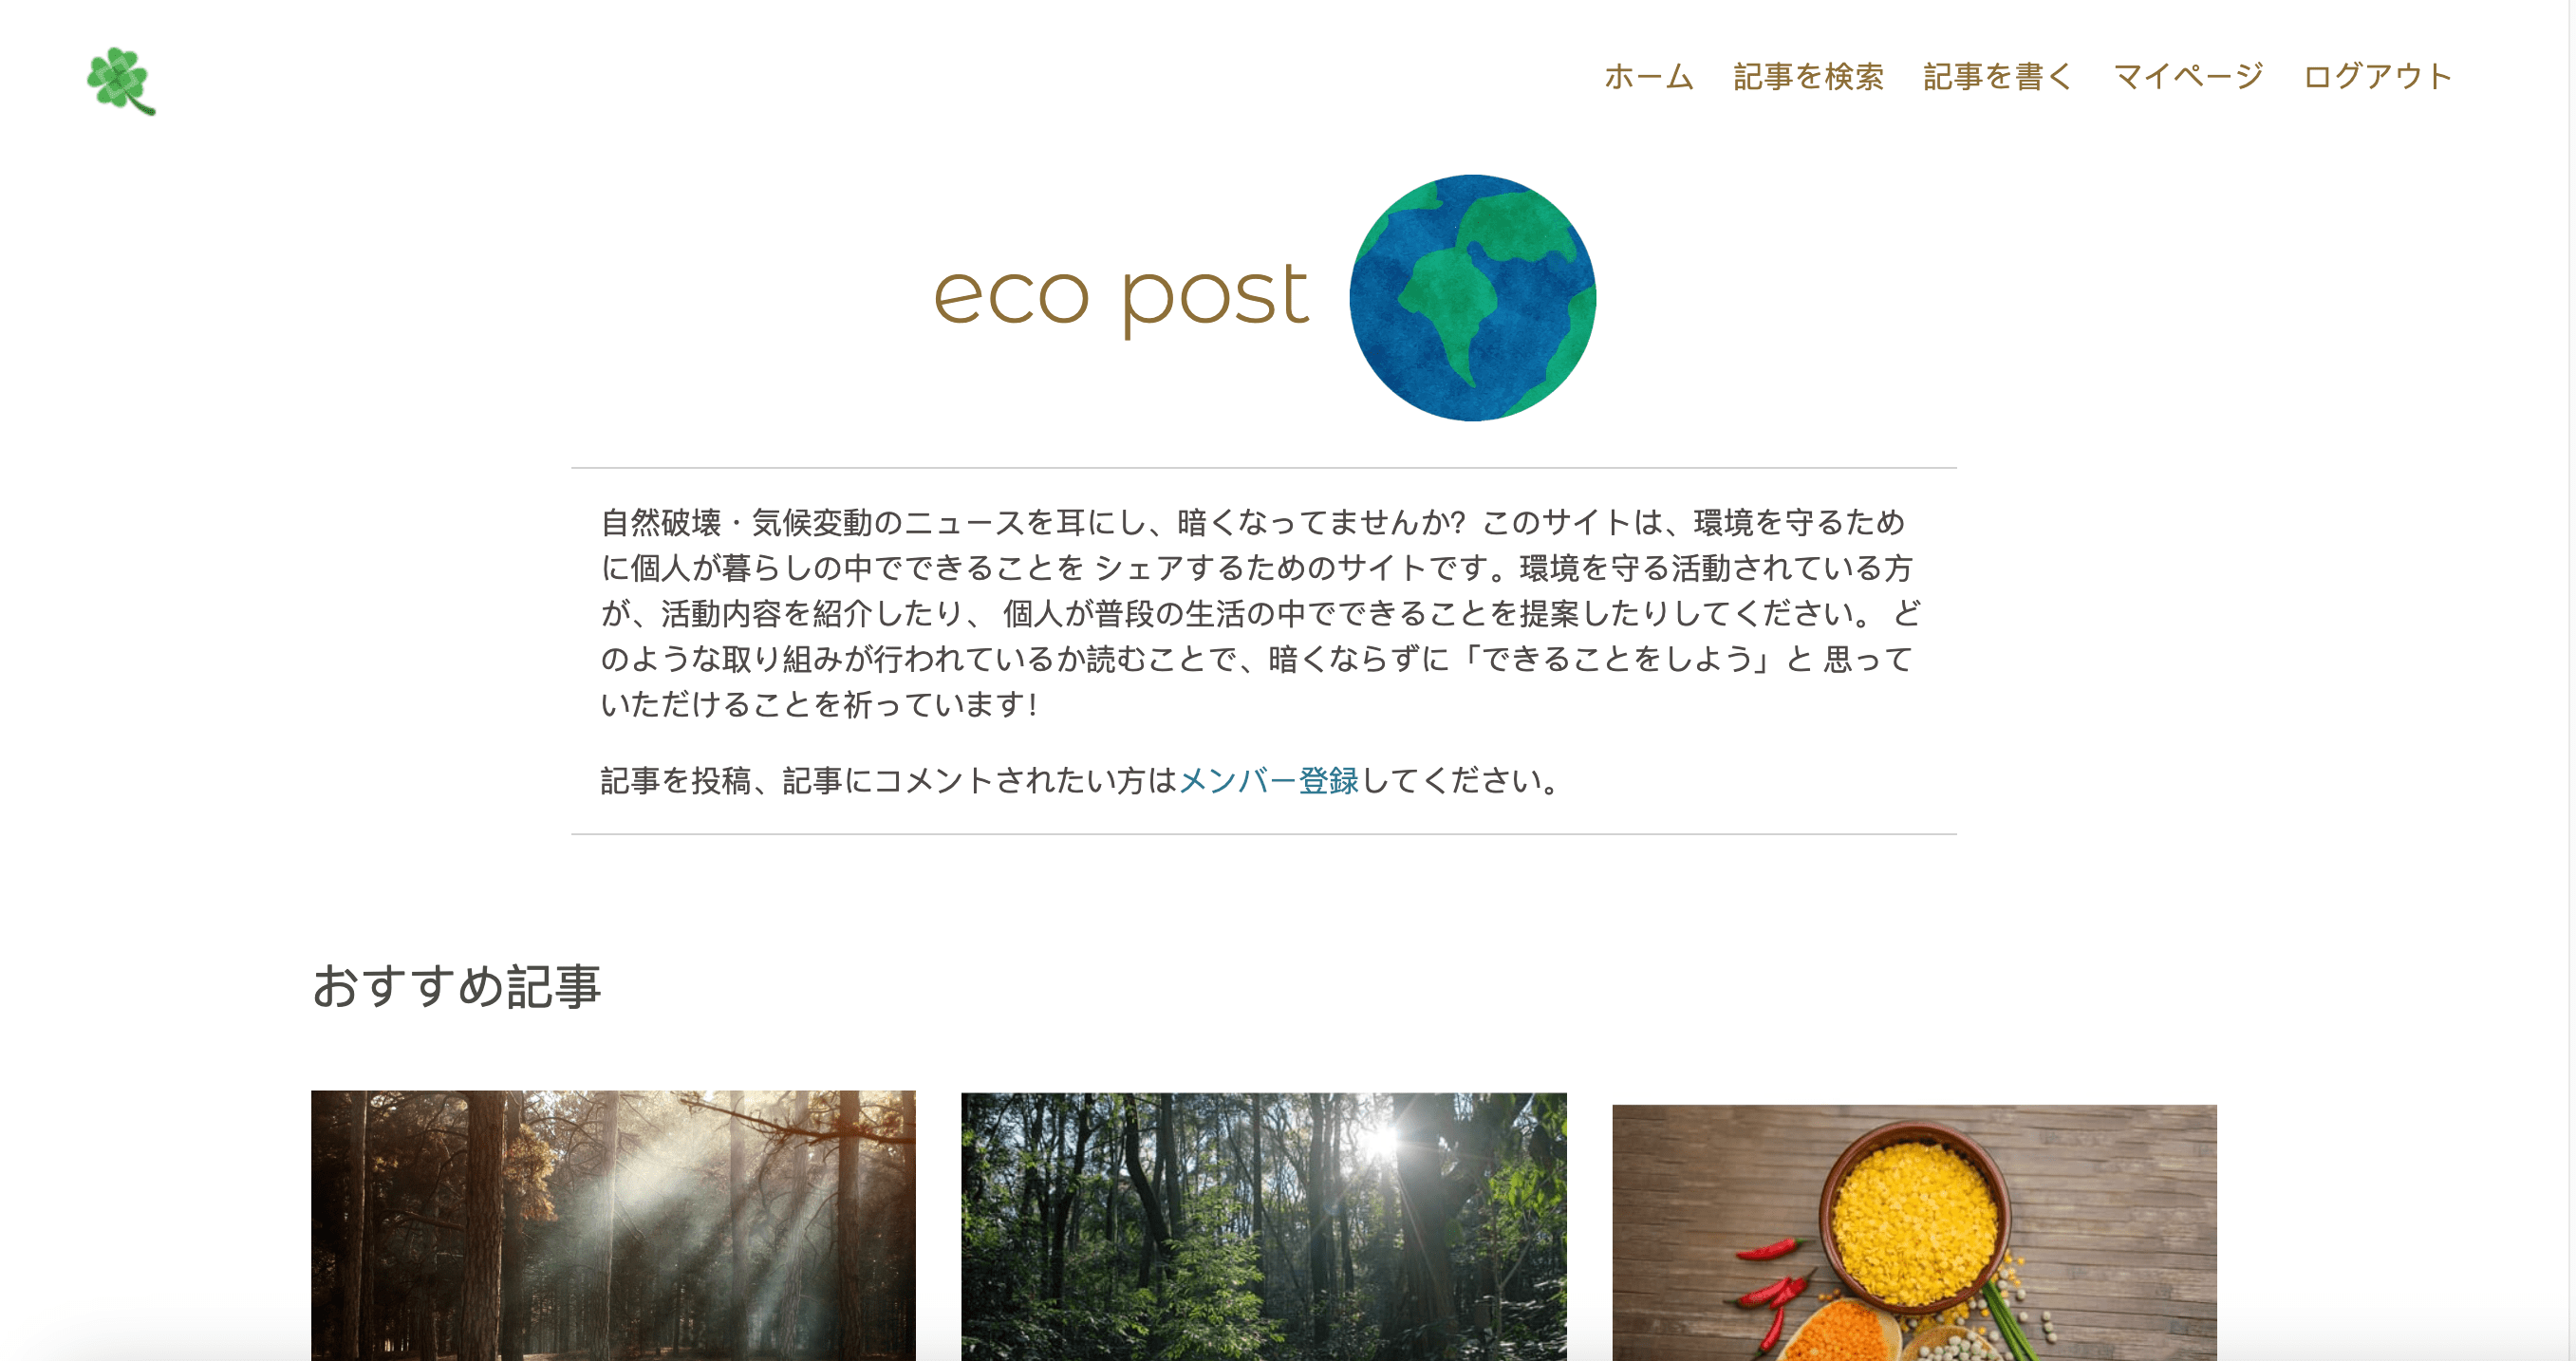 ホーム 記事を検索 記事を書く マイページ ログアウト
eco post
自然破壊・気候変動のニュースを耳にし、暗くなってませんか? このサイトは、環境を守るため
に個人が暮らしの中でできることを シェアするためのサイトです。環境を守る活動されている方
が、活動内容を紹介したり、 個人が普段の生活の中でできることを提案したりしてください。 ど
のような取り組みが行われているか読むことで、暗くならずに「できることをしよう」と 思って
いただけることを祈っています!
記事を投稿、記事にコメントされたい方はメンバー登録してください。
おすすめ記事